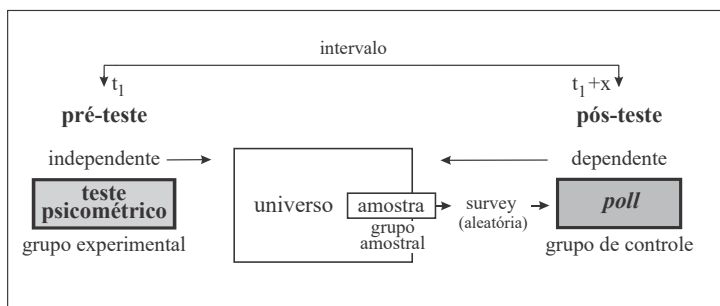 intervalo
t1 t1+x
pré-teste pós-teste
independente dependente
teste
psicométrico
universo
amostra
survey
(aleatória)
poll
grupo experimental
grupo
amostral
grupo de controle